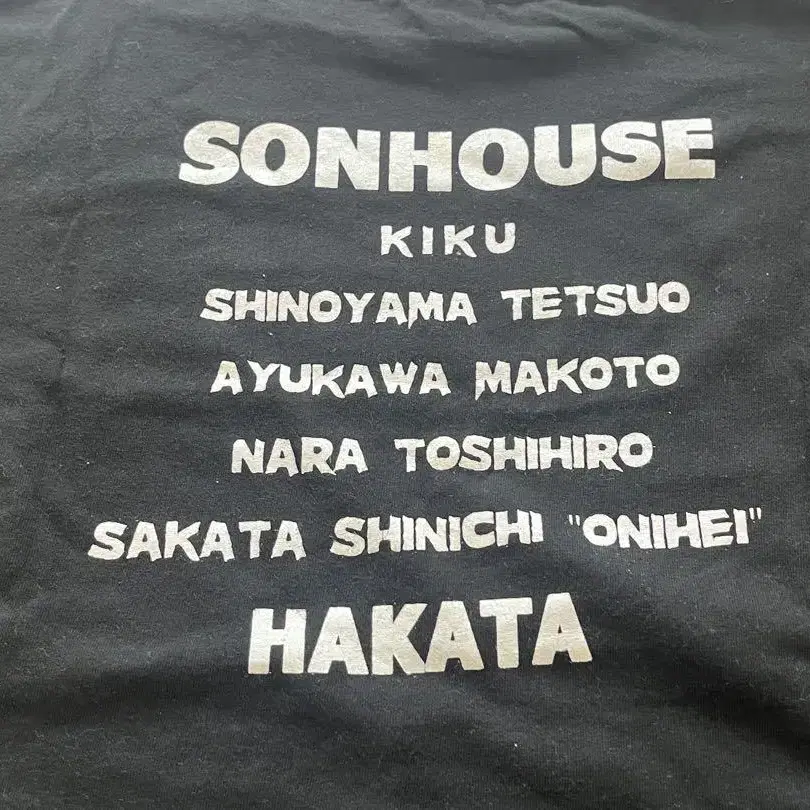 SONHOUSE
KIKU
SHINOYAMA TETSUO
AYUKAWA MAKOTO
NARA TOSHIHIRO
SAKATA SHINICHI "ONIHEI"
HAKATA